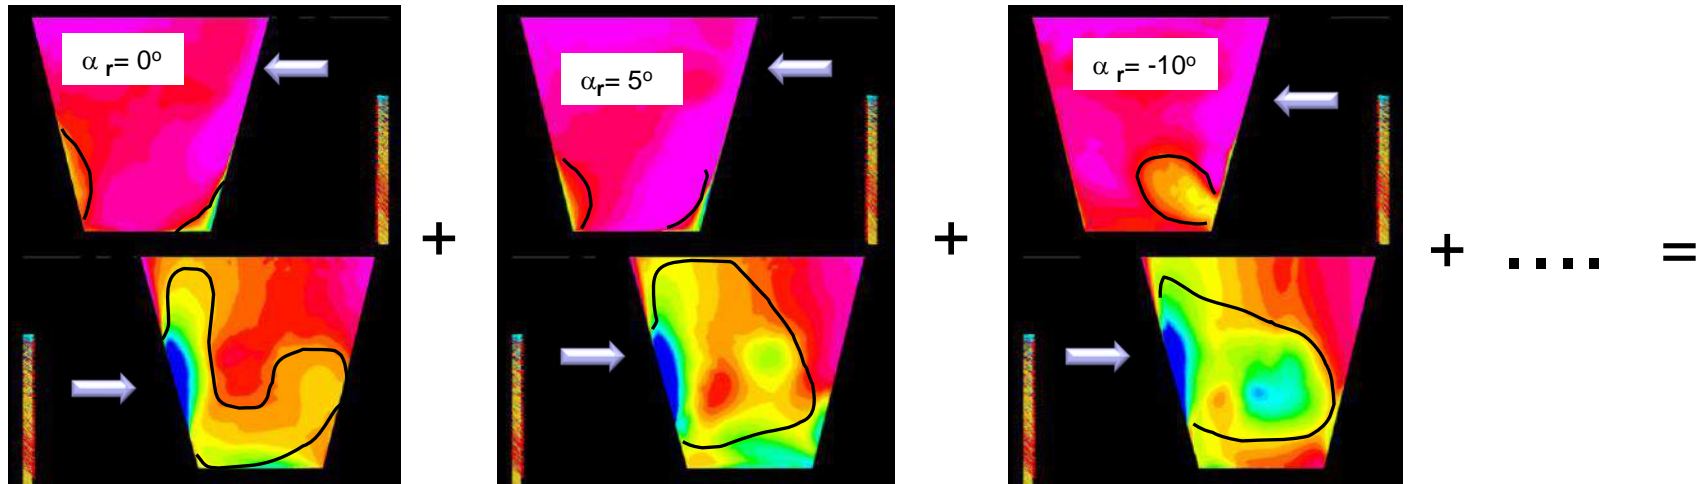 α r= 0º
αr= 5º
α r= -10º
+
+
+ .... =